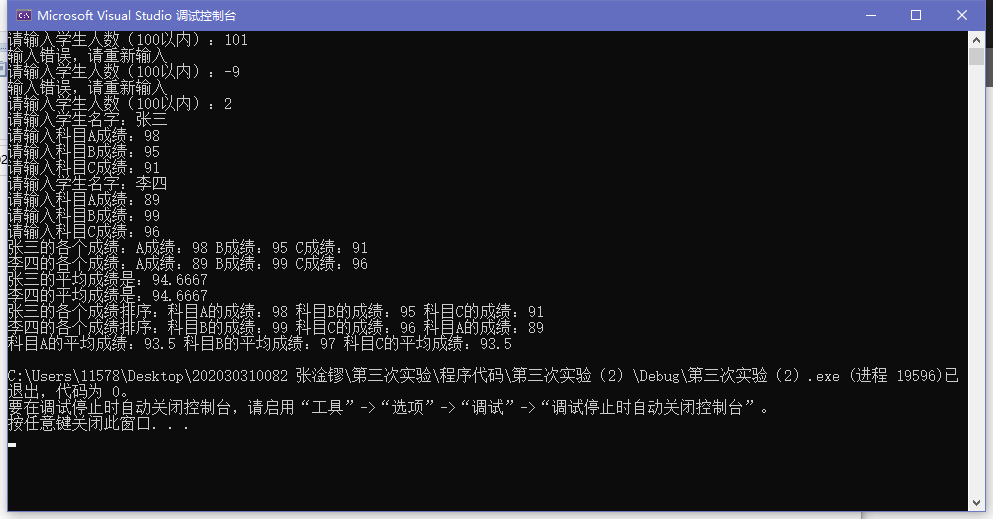 Microsoft Visual Studio 调试控制台
请输入学生人数（100以内）：101
输入错误，请重新输入
请输入学生人数（100以内）：-9
输入错误，请重新输入
请输入学生人数（100以内）：2
请输入学生名字：张三
请输入科目A成绩：98
请输入科目B成绩：95
请输入科目C成绩：91
请输入学生名字：李四
请输入科目A成绩：89
请输入科目B成绩：99
请输入科目C成绩：96
张三的各个成绩：A成绩：98 B成绩：95 C成绩：91
李四的各个成绩：A成绩：89 B成绩：99 C成绩：96
张三的平均成绩是：94.6667
李四的平均成绩是：94.6667
张三的各个成绩排序：科目A的成绩：98 科目B的成绩：95 科目C的成绩：91
李四的各个成绩排序：科目B的成绩：99 科目C的成绩：96 科目A的成绩：89
科目A的平均成绩：93.5 科目B的平均成绩：97 科目C的平均成绩：93.5
C:\Users\11578\Desktop\202030310082 张淦镠\第三次实验\程序代码\第三次实验（2）\Debug\第三次实验（2）.exe (进程 19596)已
退出，代码为 0。
要在调试停止时自动关闭控制台，请启用“工具”->“选项”->“调试”->“调试停止时自动关闭控制台”。
按任意键关闭此窗口. . .